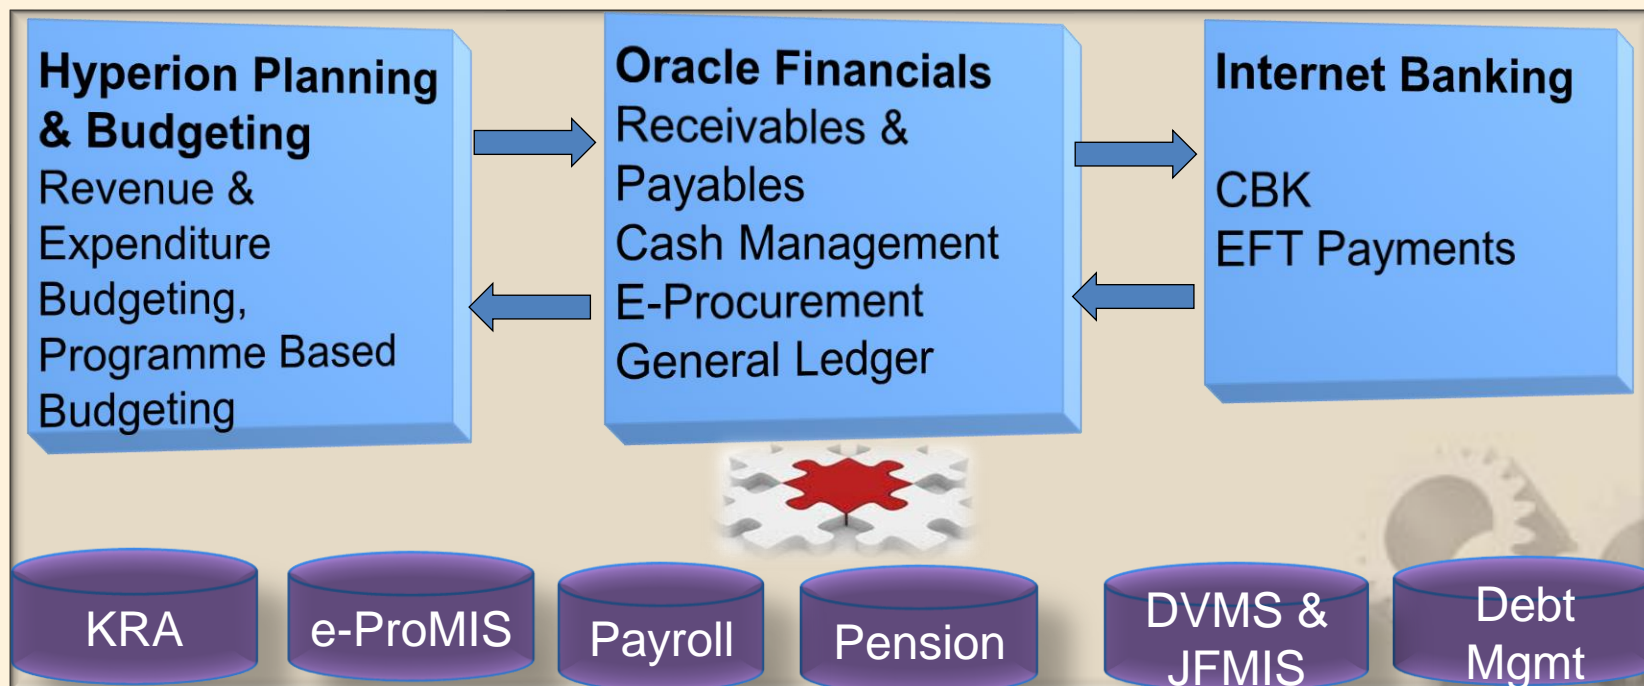 Hyperion Planning
& Budgeting
Revenue &
Expenditure
Budgeting,
Programme Based
Budgeting
Oracle Financials
Receivables &
Payables
Cash Management
E-Procurement
General Ledger
Internet Banking
CBK
EFT Payments
KRA
e-ProMIS
Payroll
Pension
DVMS &
JFMIS
Debt
Mgmt